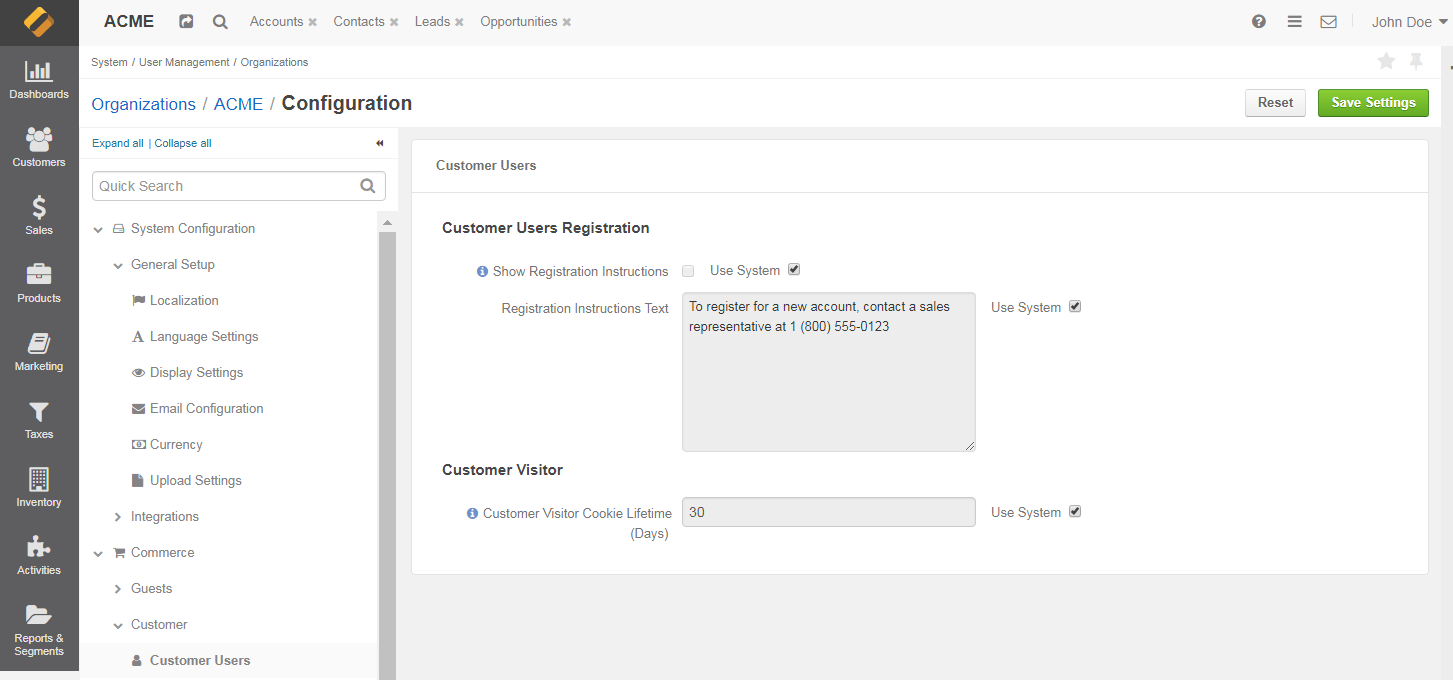 ACME Accounts Contacts Leads Opportunities John Doe
System / User Management / Organizations
Organizations / ACME / Configuration Reset Save Settings
Dashboards
Customers
Sales
Products
Marketing
Taxes
Inventory
Activities
Reports &
Segments
Expand all | Collapse all
Quick Search
System Configuration
General Setup
Localization
Language Settings
Display Settings
Email Configuration
Currency
Upload Settings
Integrations
Commerce
Guests
Customer
Customer Users
Customer Users
Customer Users Registration
Show Registration Instructions Use System
Registration Instructions Text
To register for a new account, contact a sales
representative at 1 (800) 555-0123
Use System
Customer Visitor
Customer Visitor Cookie Lifetime
(Days)
30
Use System